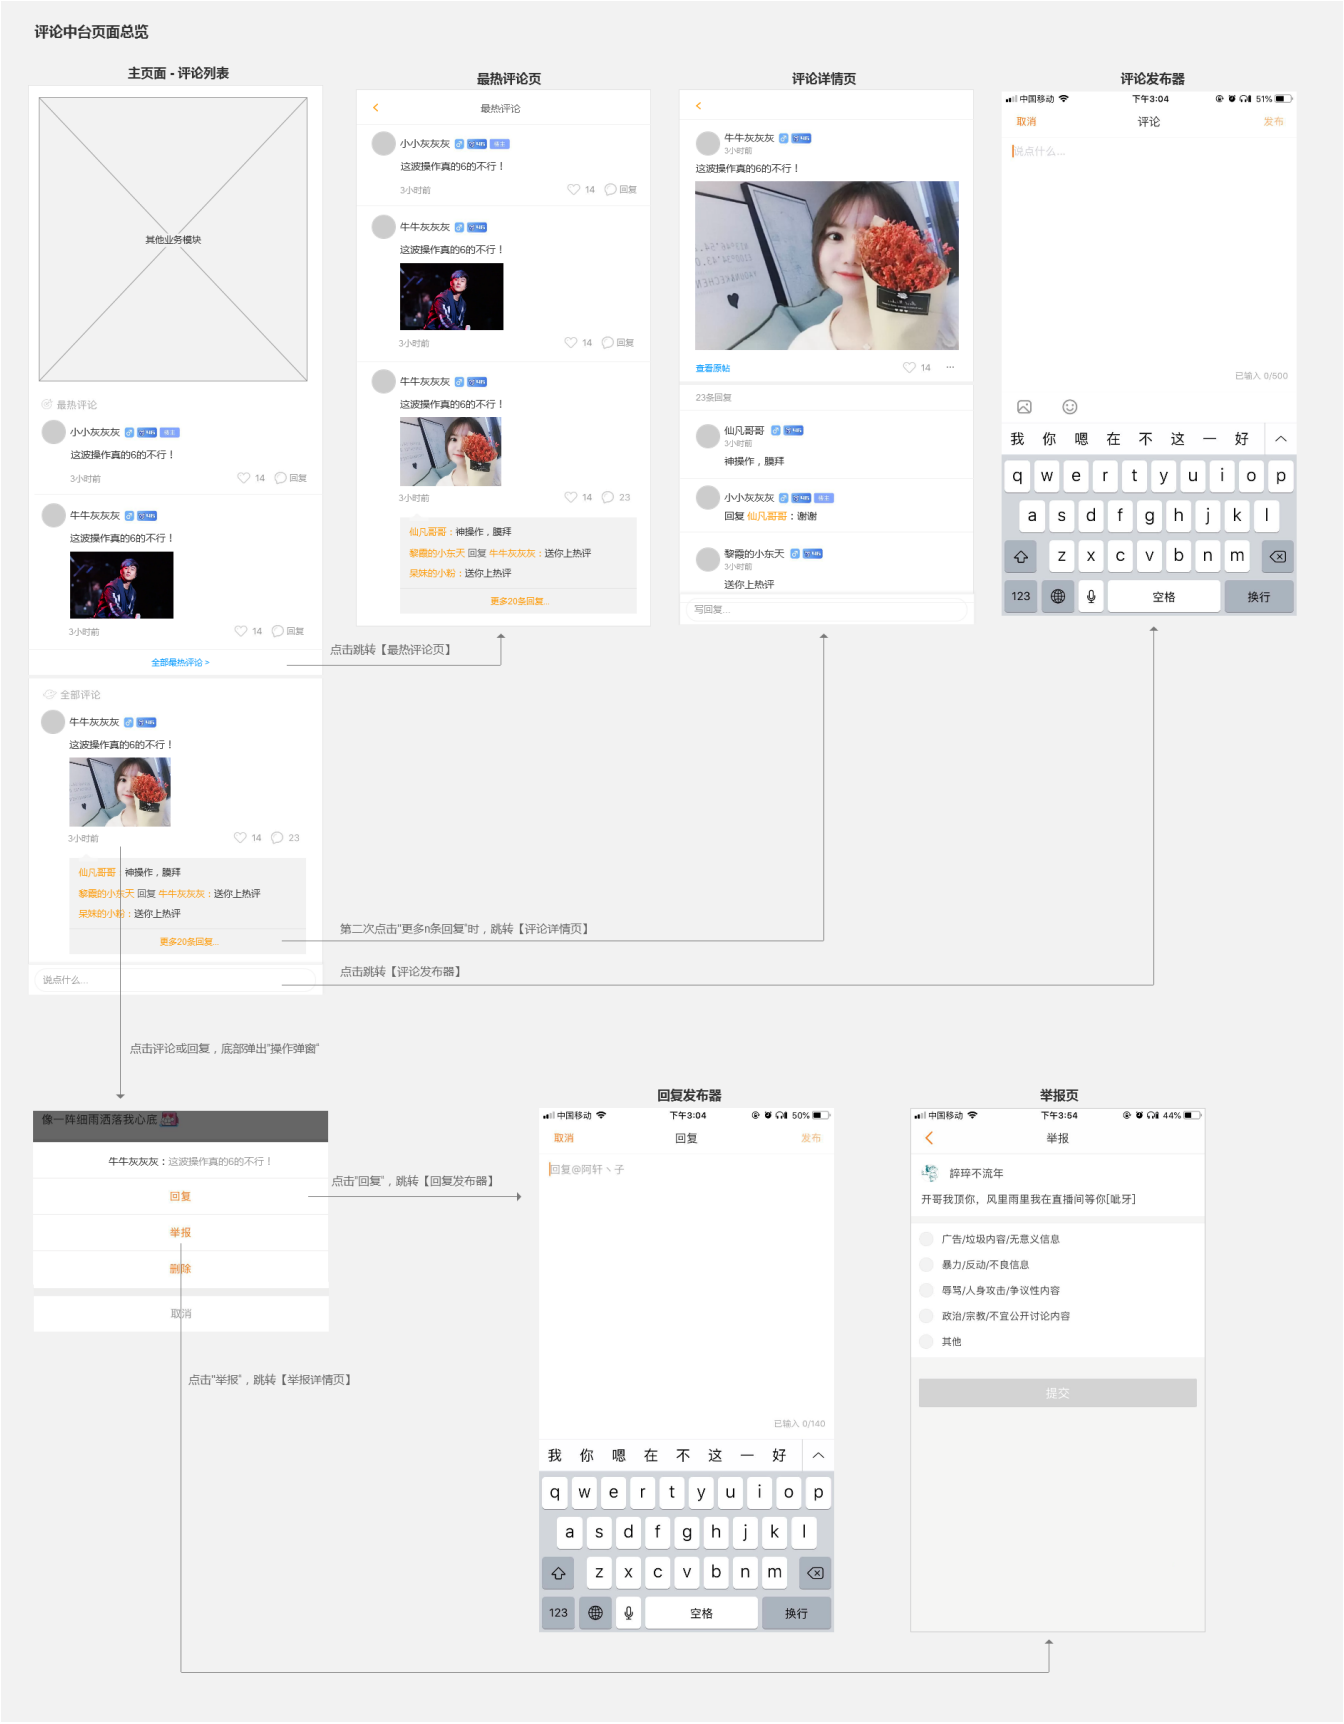 评论中台页面总览
主页面 - 评论列表
其他业务模块
最热评论
小小灰灰灰 楼主
这波操作真的6的不行！
3小时前 14 回复
牛牛灰灰灰
这波操作真的6的不行！
3小时前 14 回复
全部最热评论 >
全部评论
牛牛灰灰灰
这波操作真的6的不行！
3小时前 14 23
仙凡哥哥：神操作，膜拜
黎霞的小东天 回复 牛牛灰灰灰：送你上热评
呆妹的小粉：送你上热评
更多20条回复...
说点什么...
最热评论页
最热评论
小小灰灰灰 楼主
这波操作真的6的不行！
3小时前 14 回复
牛牛灰灰灰
这波操作真的6的不行！
3小时前 14 回复
牛牛灰灰灰
这波操作真的6的不行！
3小时前 14 23
仙凡哥哥：神操作，膜拜
黎霞的小东天 回复 牛牛灰灰灰：送你上热评
呆妹的小粉：送你上热评
更多20条回复...
点击跳转【最热评论页】
评论详情页
牛牛灰灰灰
3小时前
这波操作真的6的不行！
查看原帖 14 ...
23条回复
仙凡哥哥
3小时前
神操作，膜拜
小小灰灰灰 楼主
回复 仙凡哥哥：谢谢
黎霞的小东天
3小时前
送你上热评
写回复...
第二次点击"更多n条回复"时，跳转【评论详情页】
点击跳转【评论发布器】
评论发布器
中国移动 下午3:04 51%
取消 评论 发布
说点什么...
已输入 0/500
我 你 嗯 在 不 这 一 好
q w e r t y u i o p
a s d f g h j k l
z x c v b n m
123 空格 换行
点击评论或回复，底部弹出"操作弹窗"
像一阵细雨洒落我心底
牛牛灰灰灰：这波操作真的6的不行！
回复
举报
删除
取消
点击"回复"，跳转【回复发布器】
点击"举报"，跳转【举报详情页】
回复发布器
中国移动 下午3:04 50%
取消 回复 发布
回复@阿轩丶子
已输入 0/140
我 你 嗯 在 不 这 一 好
q w e r t y u i o p
a s d f g h j k l
z x c v b n m
123 空格 换行
举报页
中国移动 下午3:54 44%
举报
辞琗不流年
开哥我顶你，风里雨里我在直播间等你[呲牙]
广告/垃圾内容/无意义信息
暴力/反动/不良信息
辱骂/人身攻击/争议性内容
政治/宗教/不宜公开讨论内容
其他
提交